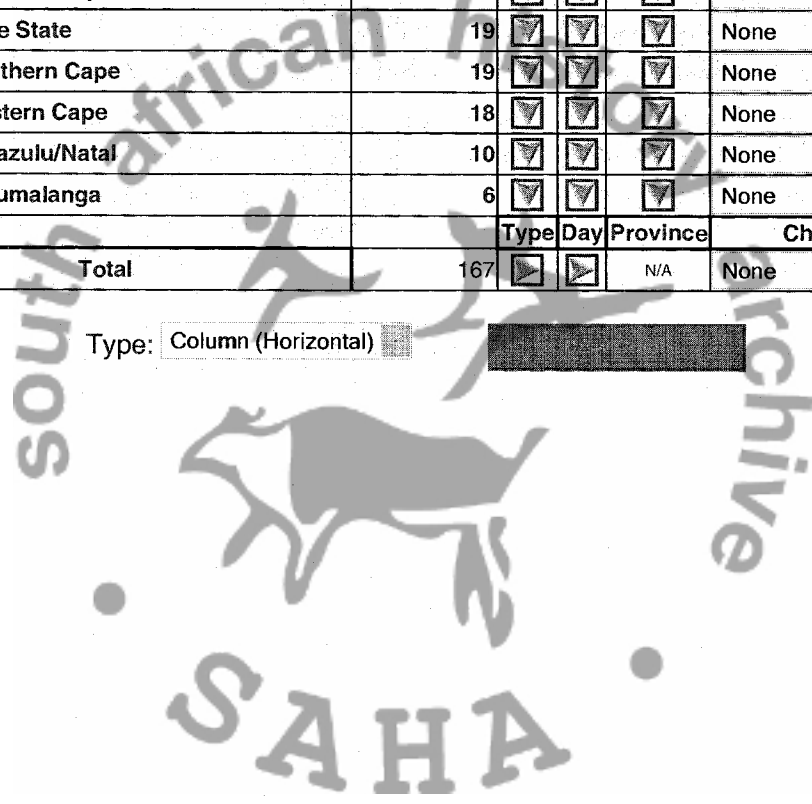 e State 19 None
thern Cape 19 None
stern Cape 18 None
azulu/Natal 10 None
umalanga 6 None
Type Day Province Ch
Total 167 N/A None
Type: Column (Horizontal)
south african history archive
SAHA